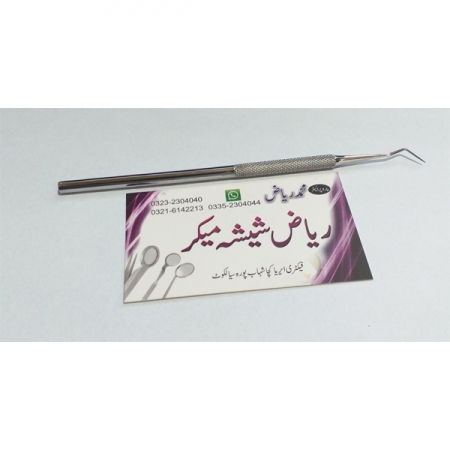 محمد ریاض
0323-2304040
0321-6142213 0335-2304044
ریاض شیشہ میکر
فیکٹری ایریا کچا شہاب پورہ سیالکوٹ